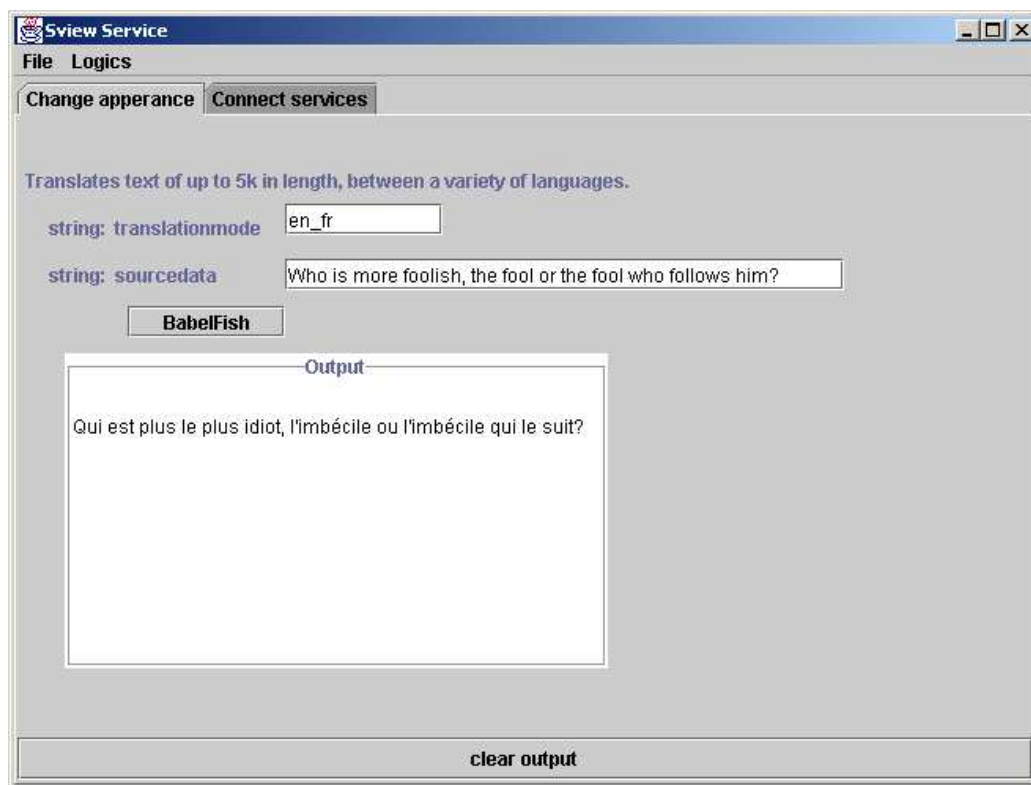 Sview Service
File Logics
Change apperance Connect services
Translates text of up to 5k in length, between a variety of languages.
string: translationmode en_fr
string: sourcedata Who is more foolish, the fool or the fool who follows him?
BabelFish
Output
Qui est plus le plus idiot, l'imbécile ou l'imbécile qui le suit?
clear output